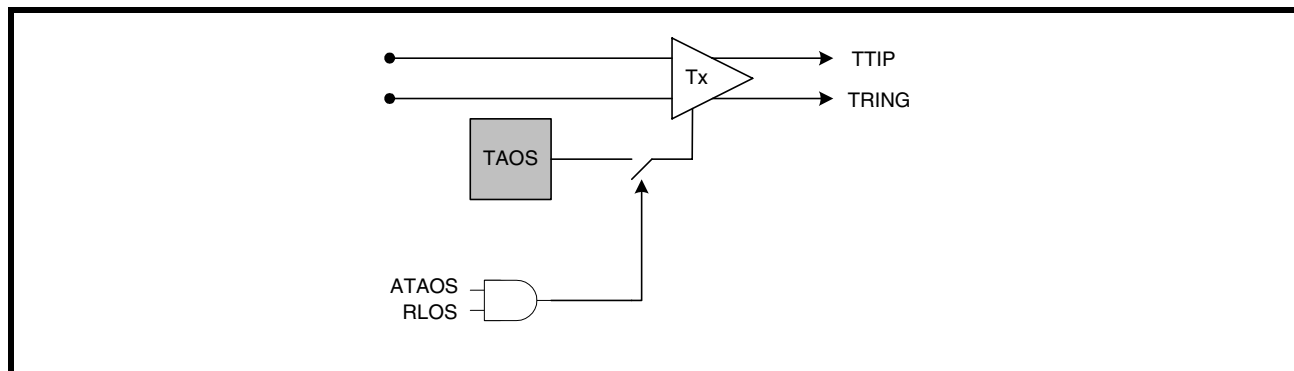 TTIP
Tx
TRING
TAOS
ATAOS
RLOS